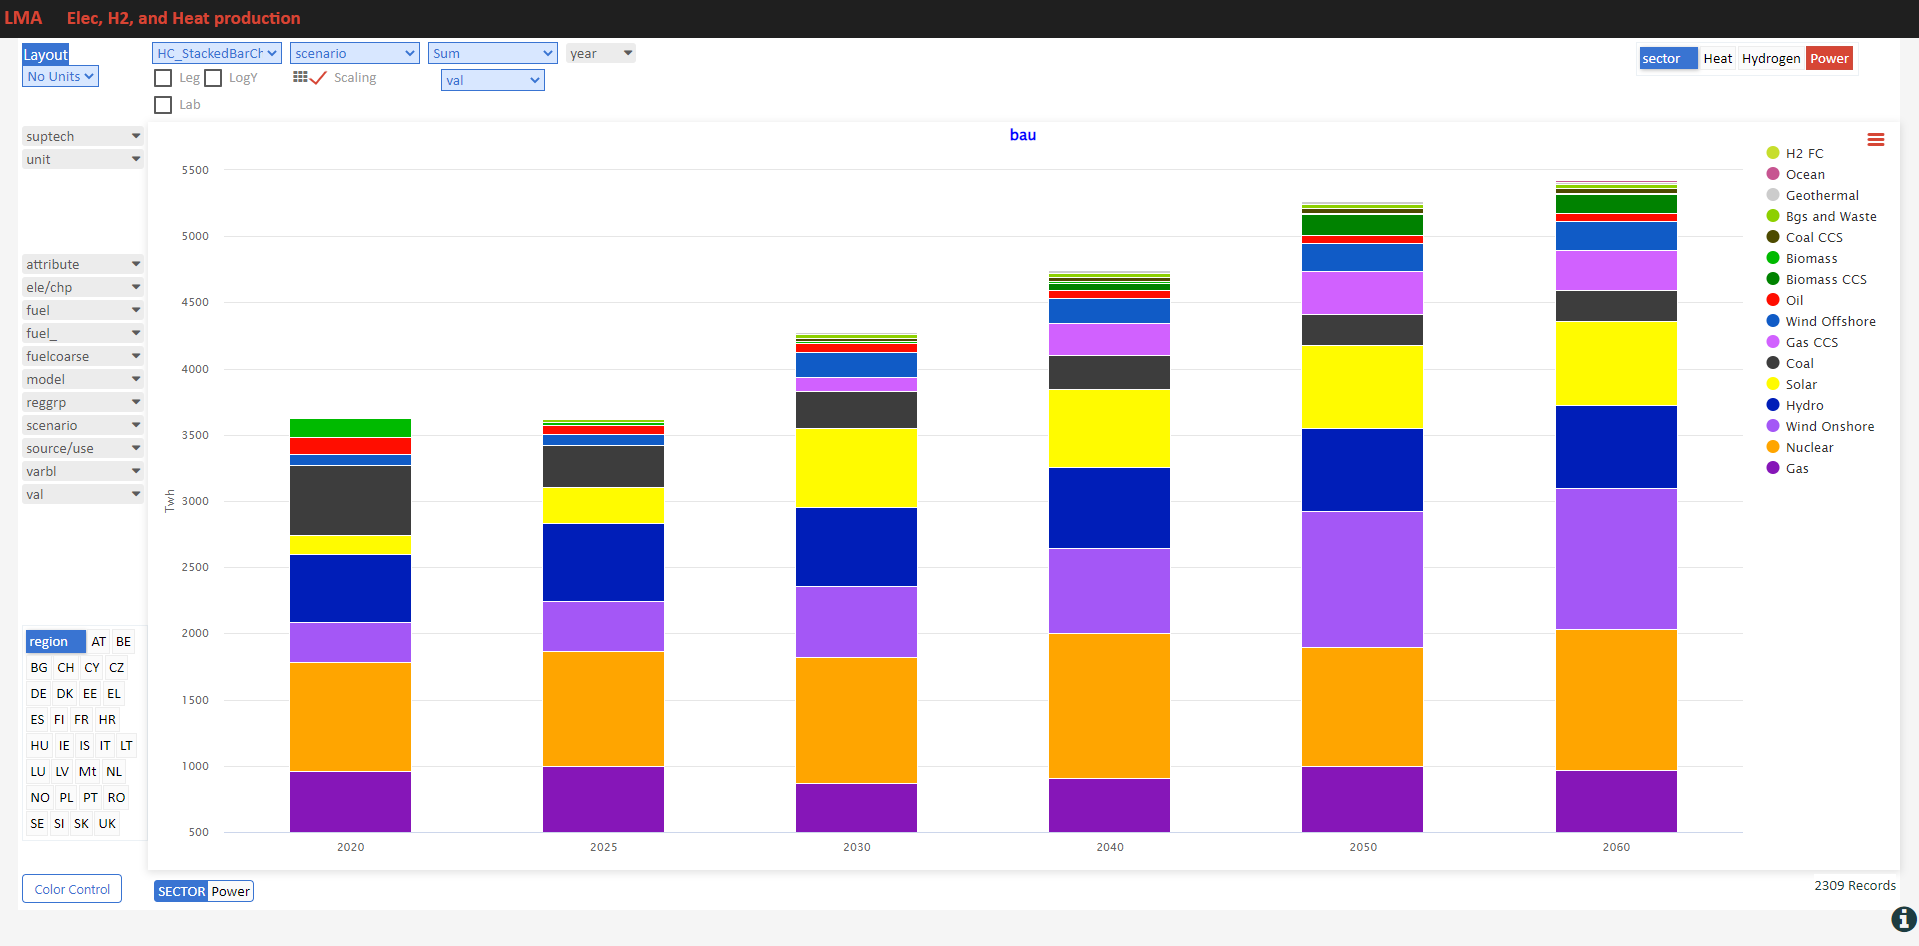 LMA Elec, H2, and Heat production
Layout
No Units
HC_StackedBarCh
scenario
Sum
year
Leg
LogY
Scaling
val
Lab
sector Heat Hydrogen Power
suptech
unit
attribute
ele/chp
fuel
fuel_
fuelcoarse
model
reggrp
scenario
source/use
varbl
val
region AT BE
BG CH CY CZ
DE DK EE EL
ES FI FR HR
HU IE IS IT LT
LU LV Mt NL
NO PL PT RO
SE SI SK UK
Color Control
bau
5500
5000
4500
4000
3500
3000
2500
2000
1500
1000
500
Twh
2020 2025 2030 2040 2050 2060
H2 FC
Ocean
Geothermal
Bgs and Waste
Coal CCS
Biomass
Biomass CCS
Oil
Wind Offshore
Gas CCS
Coal
Solar
Hydro
Wind Onshore
Nuclear
Gas
SECTOR Power
2309 Records